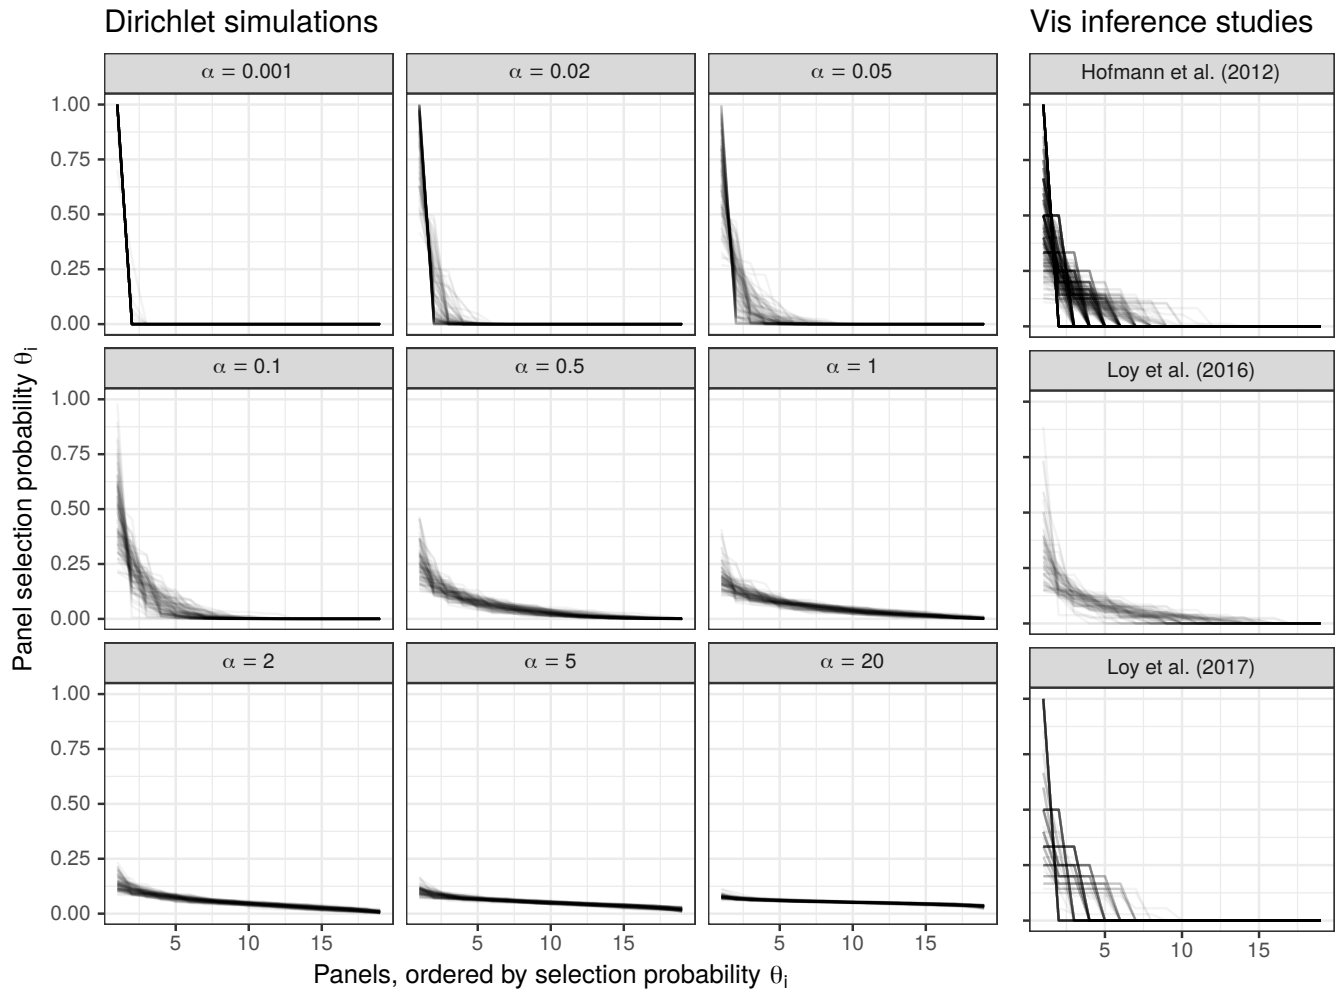 Dirichlet simulations
Vis inference studies
α = 0.001
α = 0.02
α = 0.05
Hofmann et al. (2012)
1.00
0.75
0.50
0.25
0.00
α = 0.1
α = 0.5
α = 1
Loy et al. (2016)
1.00
0.75
0.50
0.25
0.00
α = 2
α = 5
α = 20
Loy et al. (2017)
1.00
0.75
0.50
0.25
0.00
5 10 15
5 10 15
5 10 15
5 10 15
Panel selection probability θi
Panels, ordered by selection probability θi